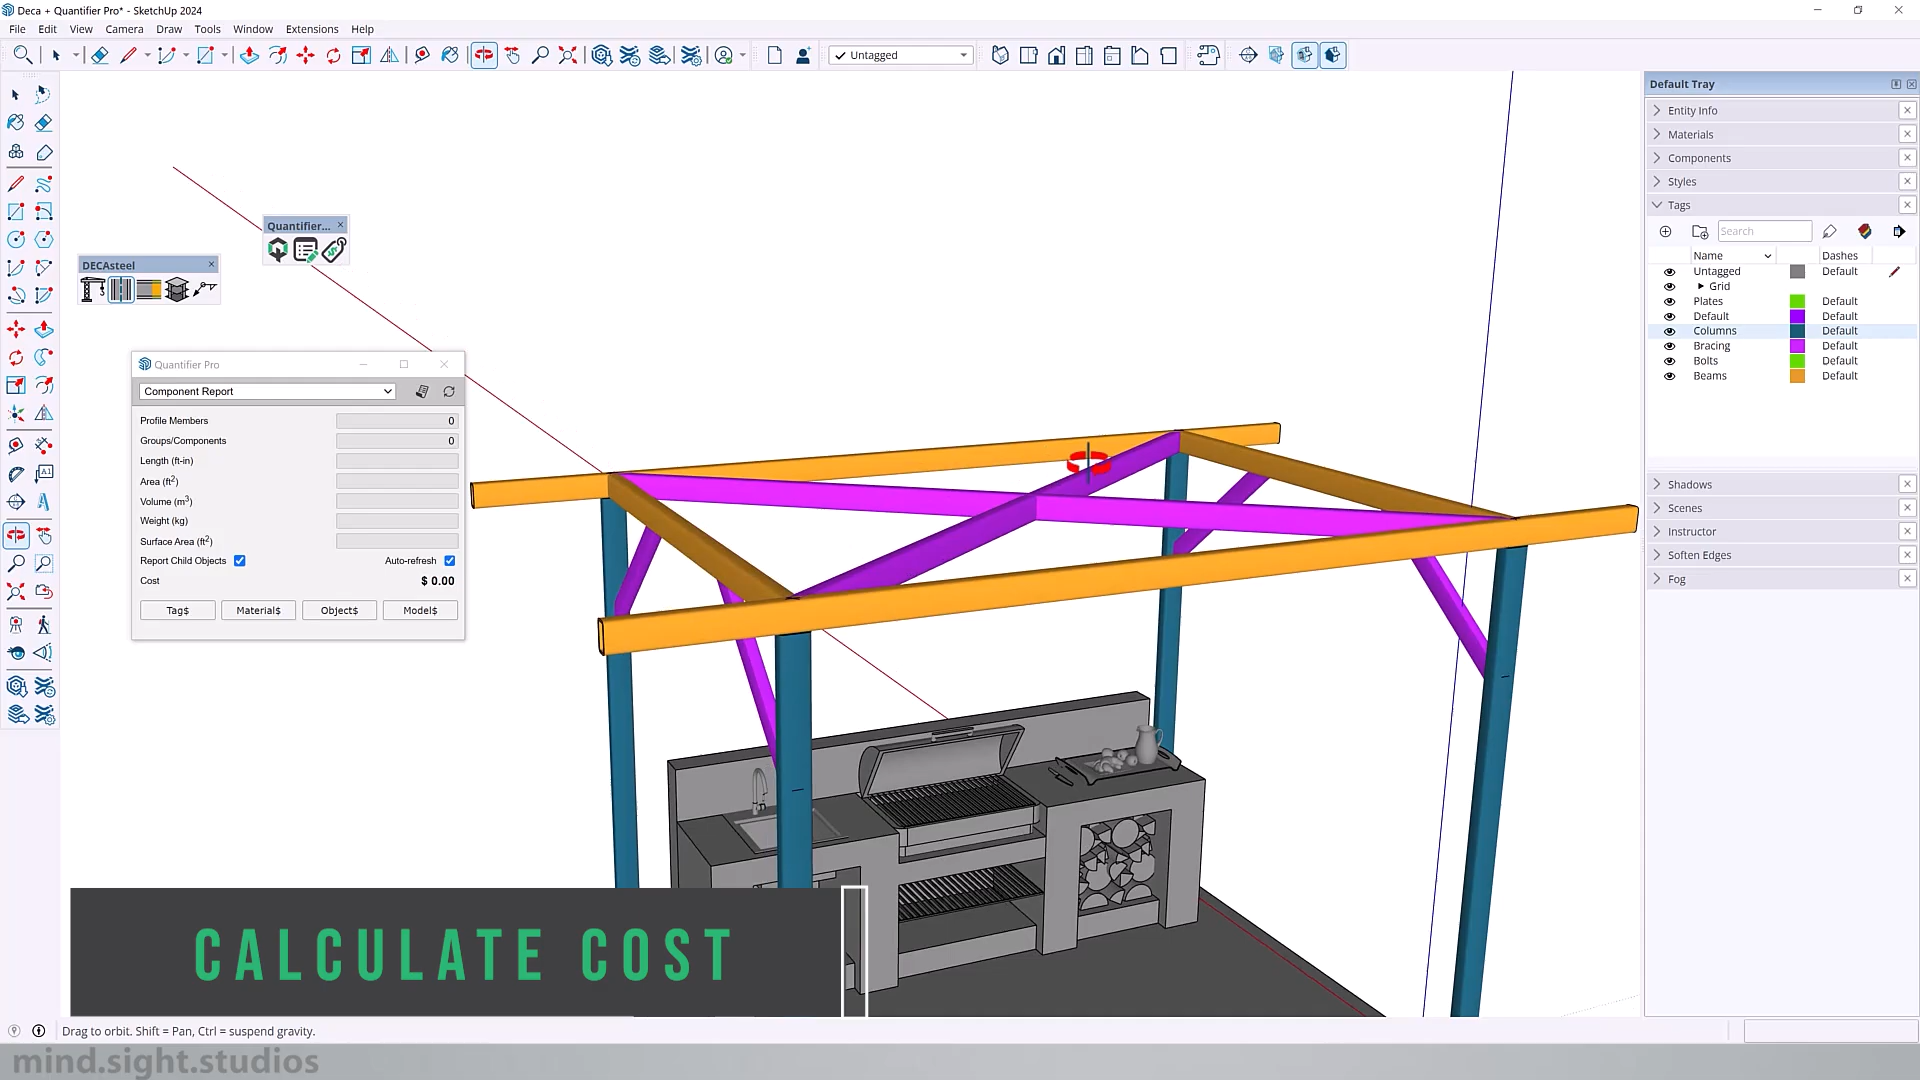 Deca + Quantifier Pro* - SketchUp 2024
File Edit View Camera Draw Tools Window Extensions Help
Untagged
Default Tray
Entity Info
Materials
Components
Styles
Tags
Search
Name Dashes
Untagged Default
Grid
Plates Default
Default Default
Columns Default
Bracing Default
Bolts Default
Beams Default
Shadows
Scenes
Instructor
Soften Edges
Fog
Quantifier...
DECAsteel
Quantifier Pro
Component Report
Profile Members 0
Groups/Components 0
Length (ft-in)
Area (ft²)
Volume (m³)
Weight (kg)
Surface Area (ft²)
Report Child Objects Auto-refresh
Cost $ 0.00
Tag$ Material$ Object$ Model$
CALCULATE COST
Drag to orbit. Shift = Pan, Ctrl = suspend gravity.
mind.sight.studios